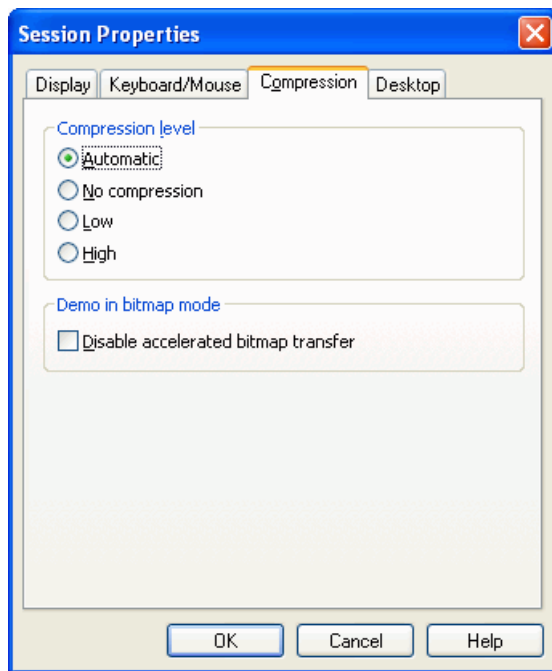 Session Properties
Display Keyboard/Mouse Compression Desktop
Compression level
Automatic
No compression
Low
High
Demo in bitmap mode
Disable accelerated bitmap transfer
OK Cancel Help